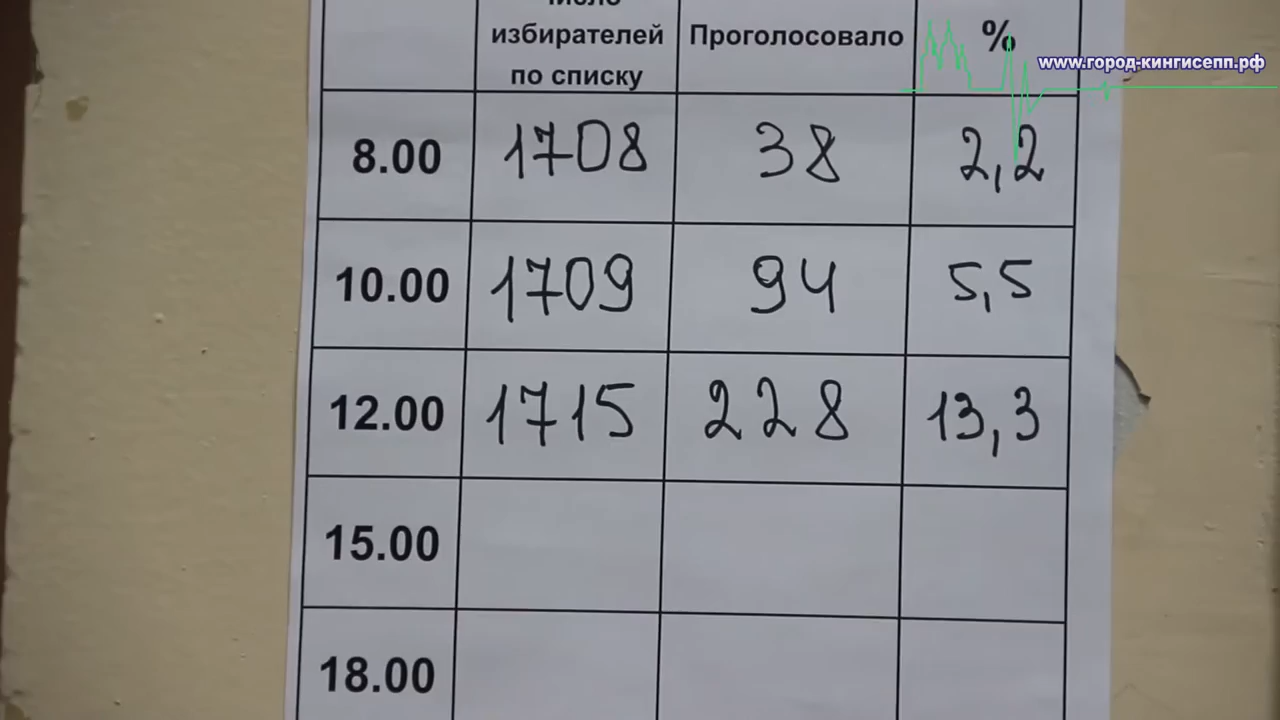 число
избирателей
по списку
Проголосовало
%
www.город-кингисепп.рф
8.00 1708 38 2,2
10.00 1709 94 5,5
12.00 1715 228 13,3
15.00
18.00